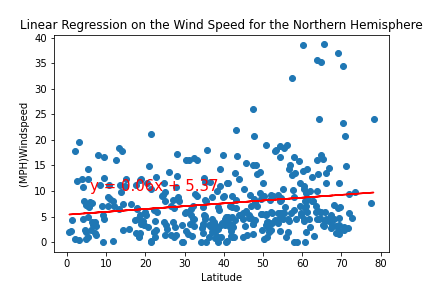 Linear Regression on the Wind Speed for the Northern Hemisphere
40
35
30
25
20
15
10
5
0
(MPH)Windspeed
y = 0.06x + 5.37
0 10 20 30 40 50 60 70 80
Latitude